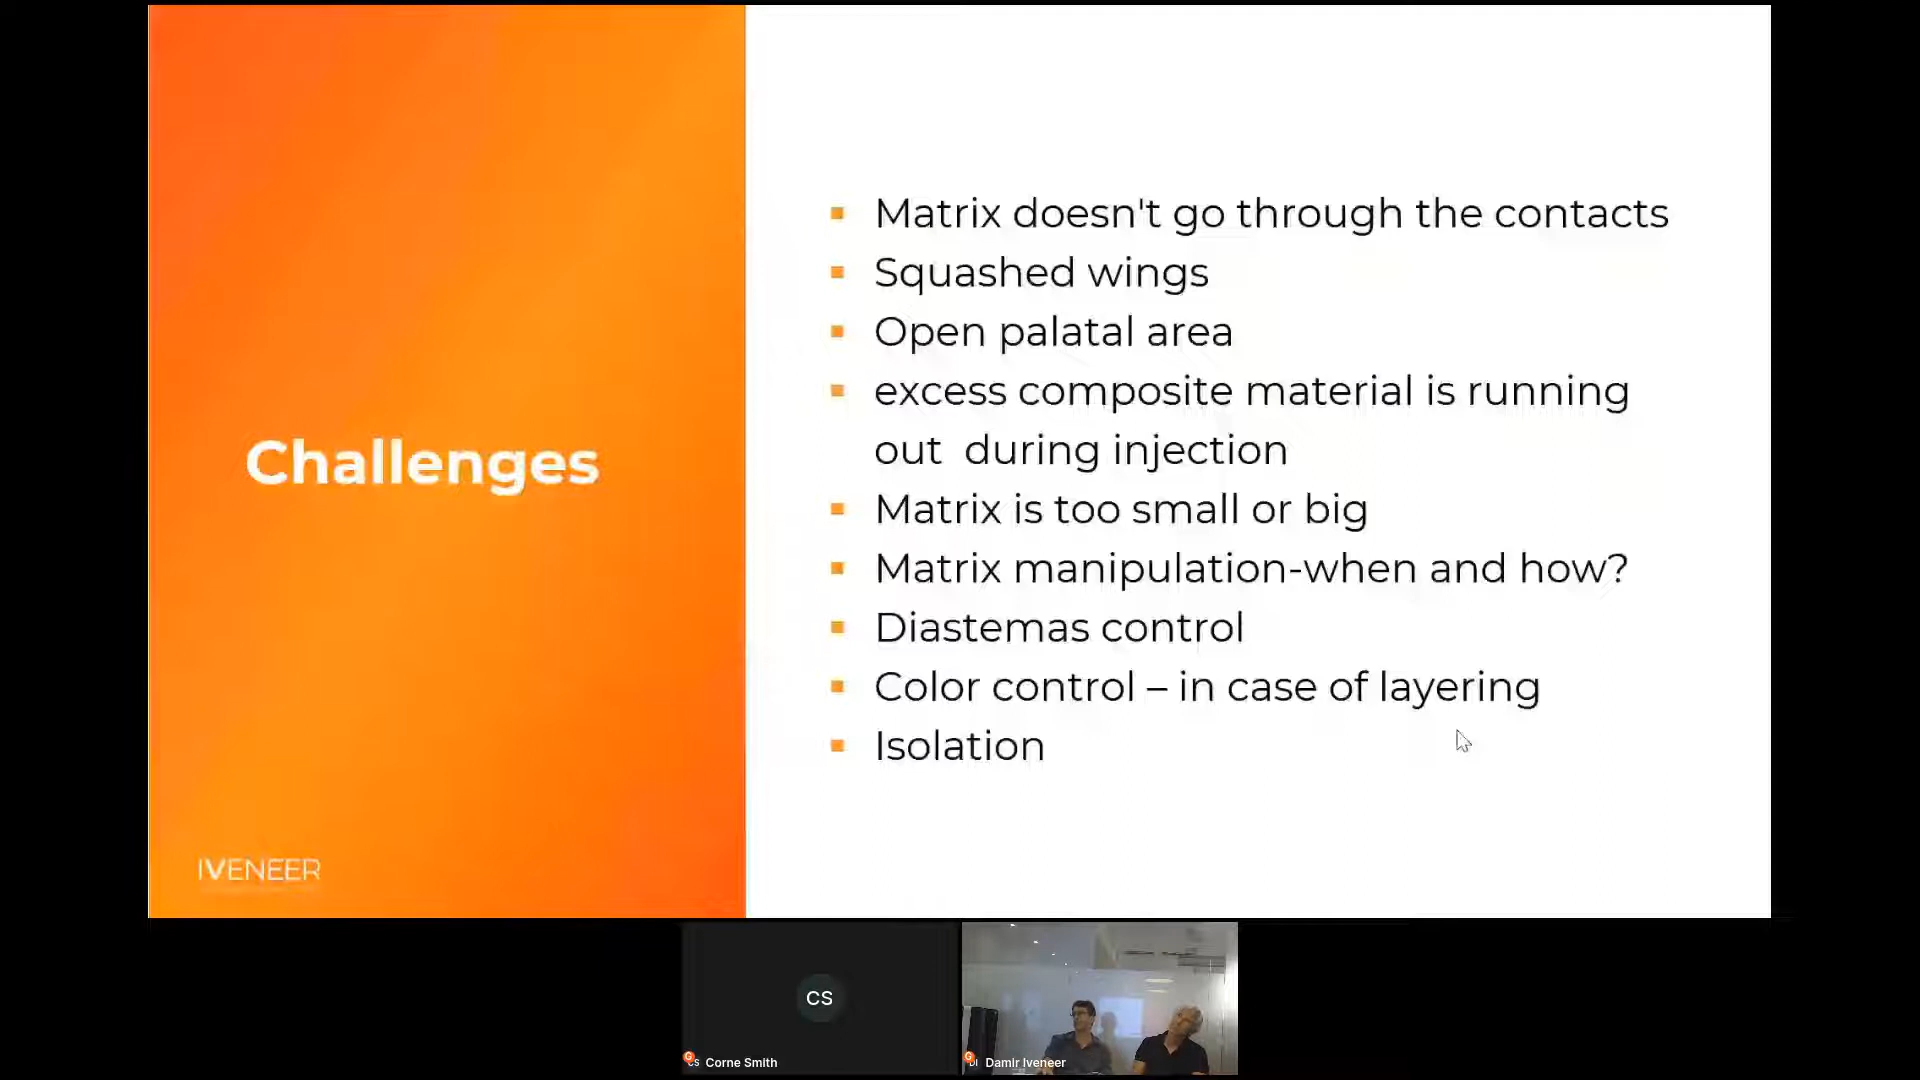 Challenges
IVENEER
Matrix doesn't go through the contacts
Squashed wings
Open palatal area
excess composite material is running
out during injection
Matrix is too small or big
Matrix manipulation-when and how?
Diastemas control
Color control – in case of layering
Isolation
CS
CS Corne Smith
DI Damir Iveneer